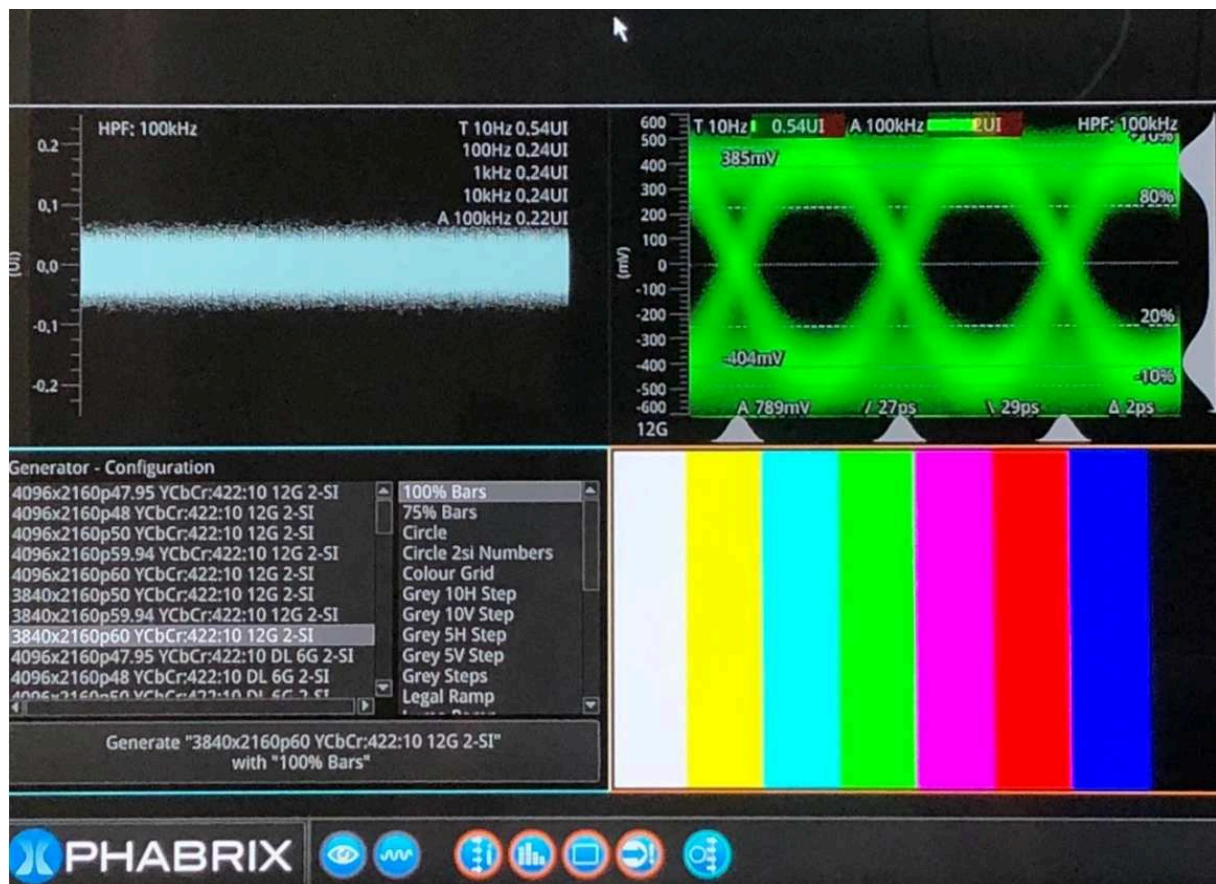 HPF: 100kHz
T 10Hz 0.54UI
100Hz 0.24UI
1kHz 0.24UI
10kHz 0.24UI
A 100kHz 0.22UI
0.2
0.1
0.0
-0.1
-0.2
(UI)
T 10Hz 0.54UI A 100kHz 2UI HPF: 100kHz
600
500
400
300
200
100
0
-100
-200
-300
-400
-500
-600
(mV)
385mV
80%
20%
-404mV
-10%
A 789mV / 27ps \ 29ps Δ 2ps
12G
Generator - Configuration
4096x2160p47.95 YCbCr:422:10 12G 2-SI
4096x2160p48 YCbCr:422:10 12G 2-SI
4096x2160p50 YCbCr:422:10 12G 2-SI
4096x2160p59.94 YCbCr:422:10 12G 2-SI
4096x2160p60 YCbCr:422:10 12G 2-SI
3840x2160p50 YCbCr:422:10 12G 2-SI
3840x2160p59.94 YCbCr:422:10 12G 2-SI
3840x2160p60 YCbCr:422:10 12G 2-SI
4096x2160p47.95 YCbCr:422:10 DL 6G 2-SI
4096x2160p48 YCbCr:422:10 DL 6G 2-SI
4096x2160p50 YCbCr:422:10 DL 6G 2-SI
100% Bars
75% Bars
Circle
Circle 2si Numbers
Colour Grid
Grey 10H Step
Grey 10V Step
Grey 5H Step
Grey 5V Step
Grey Steps
Legal Ramp
Generate "3840x2160p60 YCbCr:422:10 12G 2-SI"
with "100% Bars"
PHABRIX